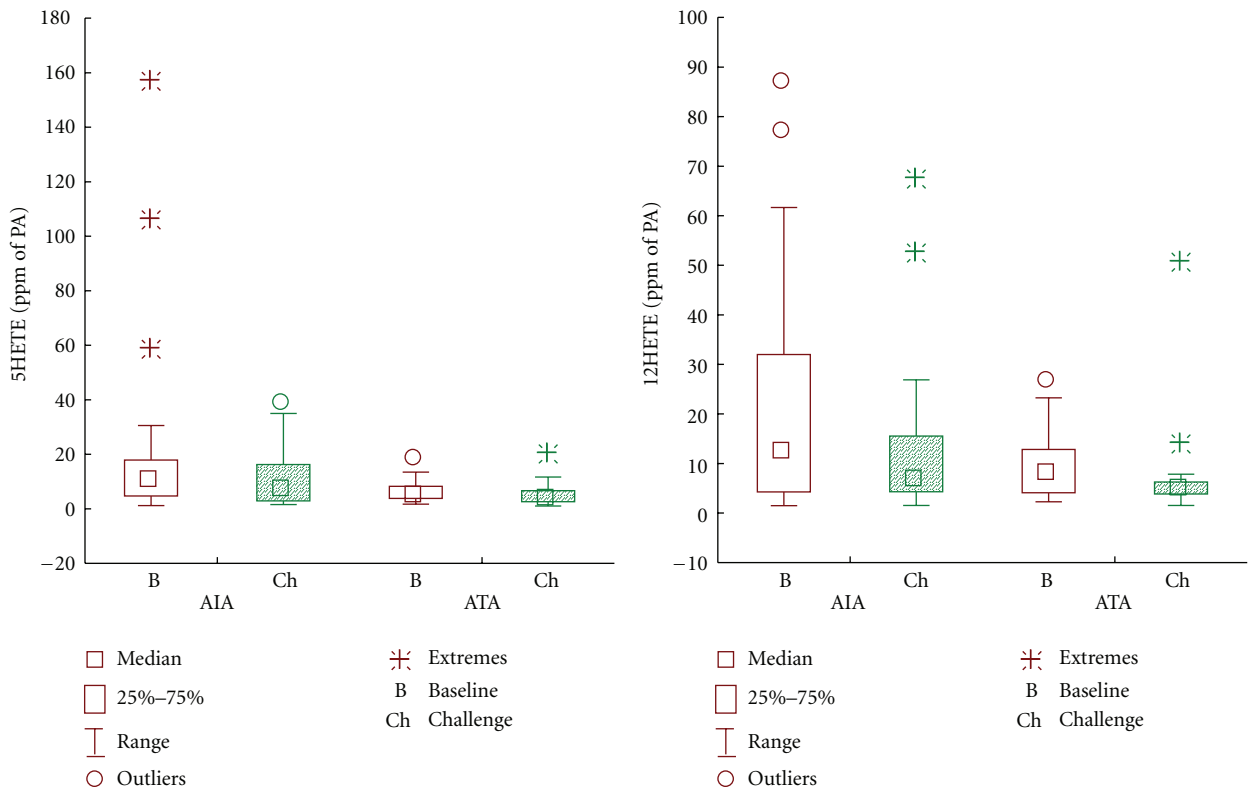 180
160
140
120
100
80
60
40
20
0
−20
5HETE (ppm of PA)
B
Ch
B
Ch
AIA
ATA
Median
25%–75%
Range
Outliers
Extremes
B Baseline
Ch Challenge
100
90
80
70
60
50
40
30
20
10
0
−10
12HETE (ppm of PA)
B
Ch
B
Ch
AIA
ATA
Median
25%–75%
Range
Outliers
Extremes
B Baseline
Ch Challenge